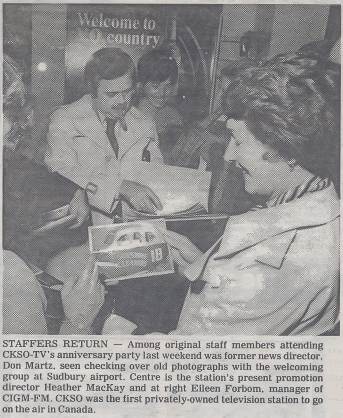 Welcome to
country
18
STAFFERS RETURN — Among original staff members attending
CKSO-TV's anniversary party last weekend was former news director,
Don Martz, seen checking over old photographs with the welcoming
group at Sudbury airport. Centre is the station's present promotion
director Heather MacKay and at right Eileen Forbom, manager of
CIGM-FM. CKSO was the first privately-owned television station to go
on the air in Canada.